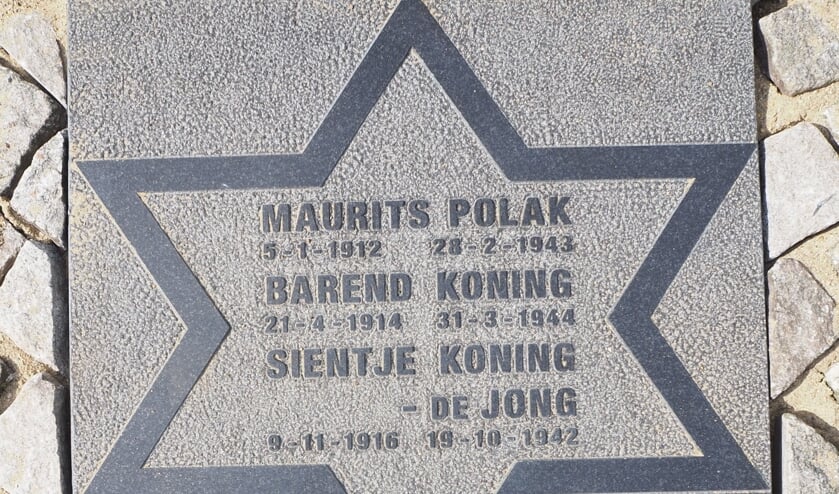 MAURITS POLAK
5-1-1912 28-2-1943
BAREND KONING
21-4-1914 31-3-1944
SIENTJE KONING
- DE JONG
9-11-1916 19-10-1942